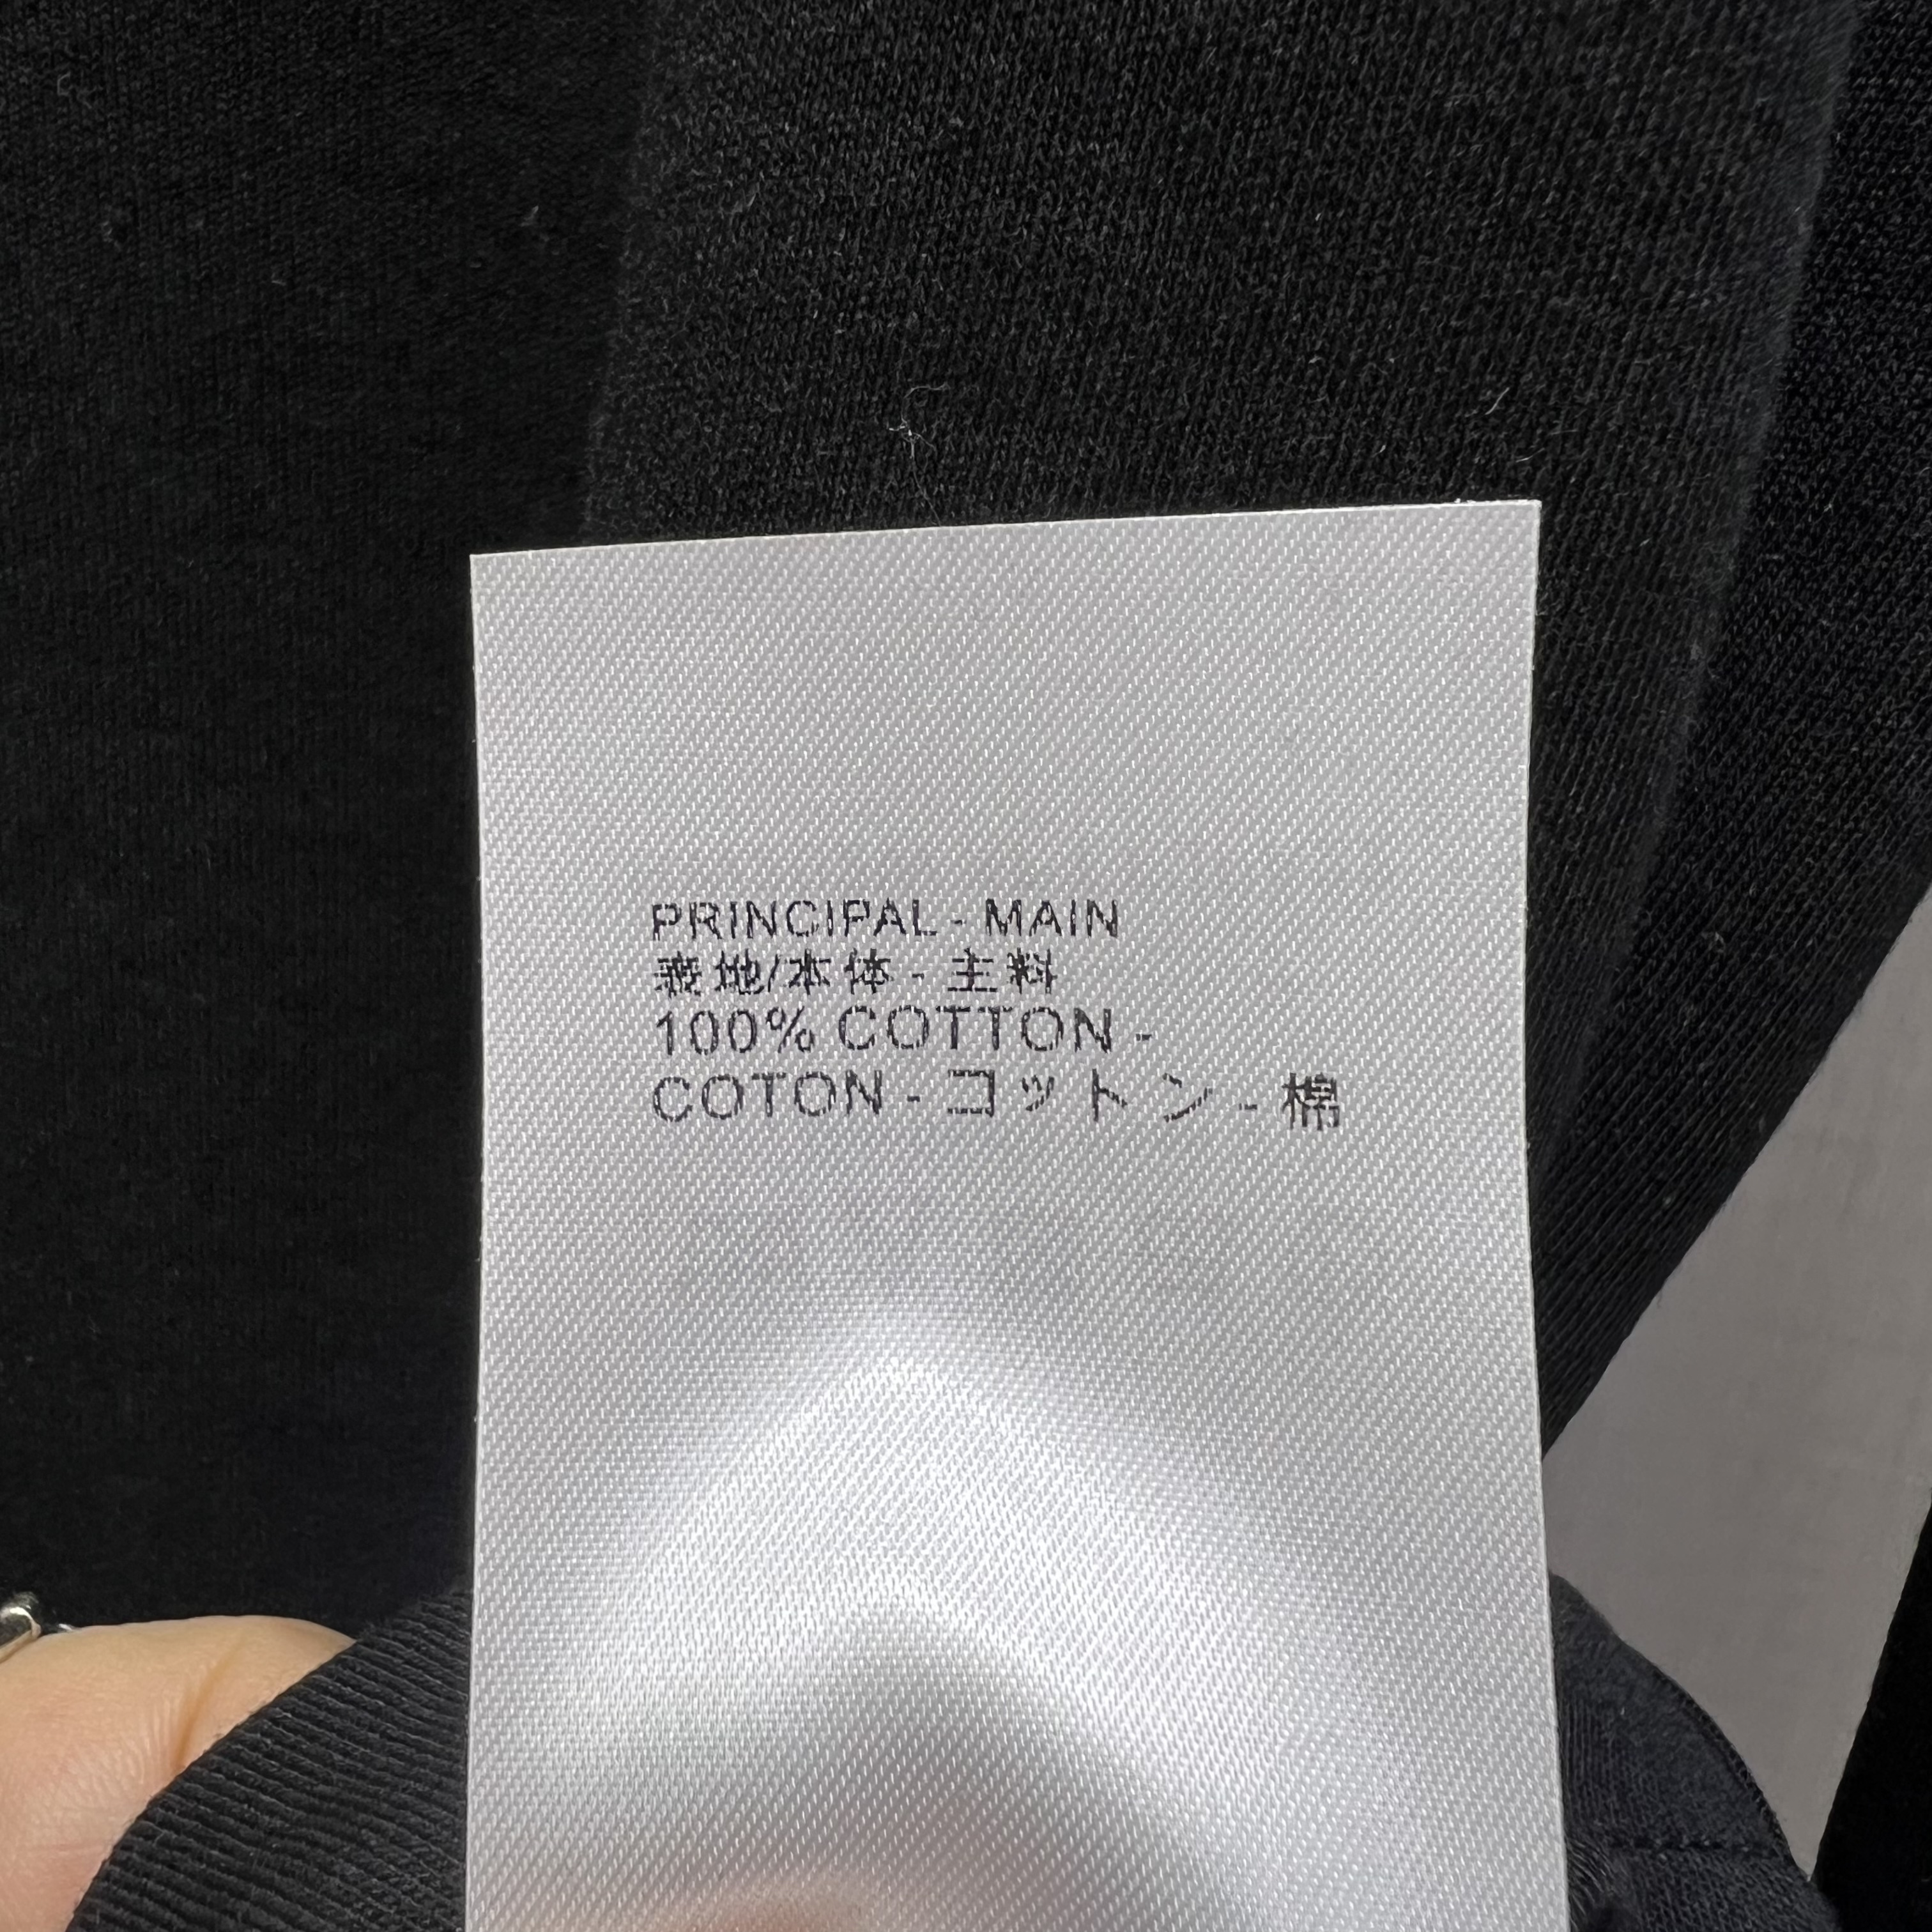 PRINCIPAL - MAIN
表地/本体 - 主料
100% COTTON -
COTON - コットン - 棉